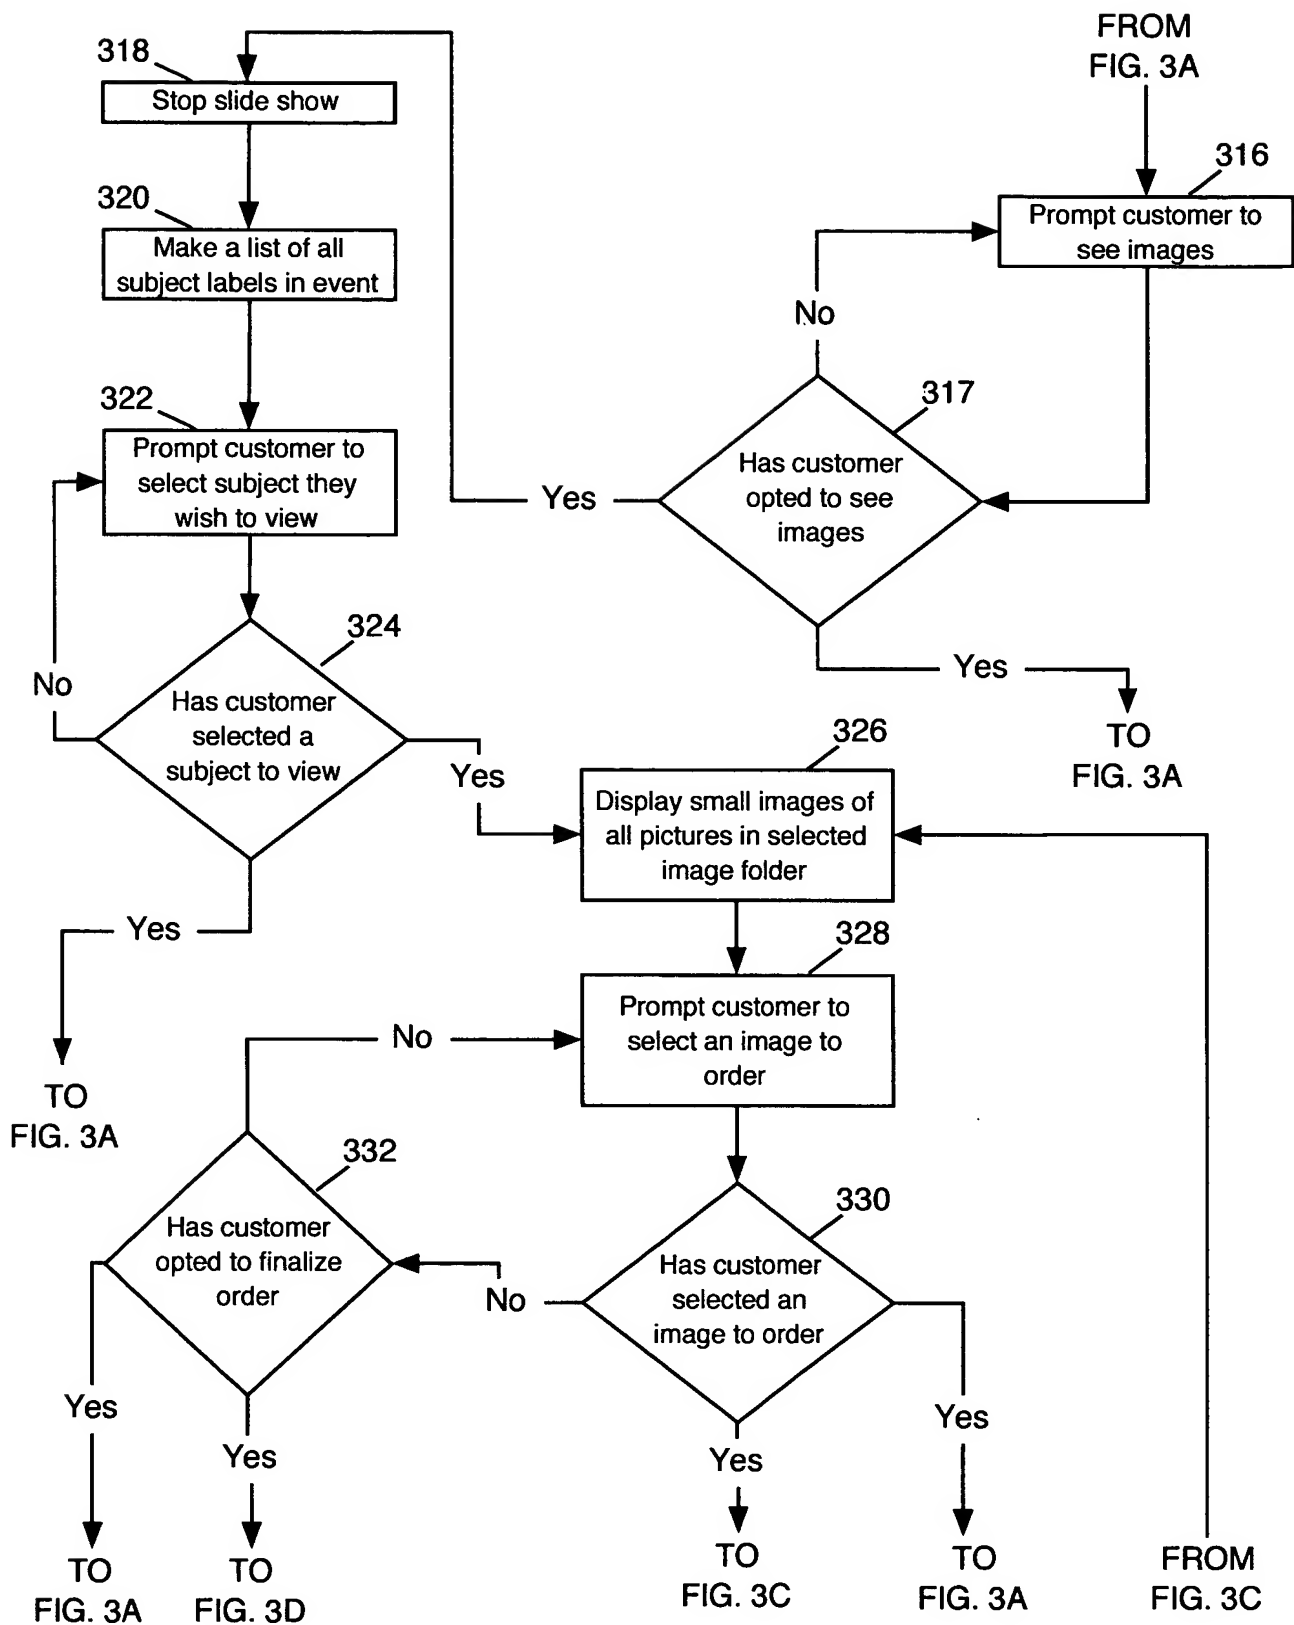 FROM
FIG. 3A
318
Stop slide show
316
Prompt customer to
see images
320
Make a list of all
subject labels in event
No
322
Prompt customer to
select subject they
wish to view
317
Has customer
opted to see
images
Yes
324
No
Has customer
selected a
subject to view
Yes
Yes
TO
FIG. 3A
326
Display small images of
all pictures in selected
image folder
Yes
TO
FIG. 3A
328
Prompt customer to
select an image to
order
No
332
Has customer
opted to finalize
order
330
Has customer
selected an
image to order
No
Yes
Yes
Yes
Yes
TO
FIG. 3A
TO
FIG. 3D
TO
FIG. 3C
TO
FIG. 3A
FROM
FIG. 3C